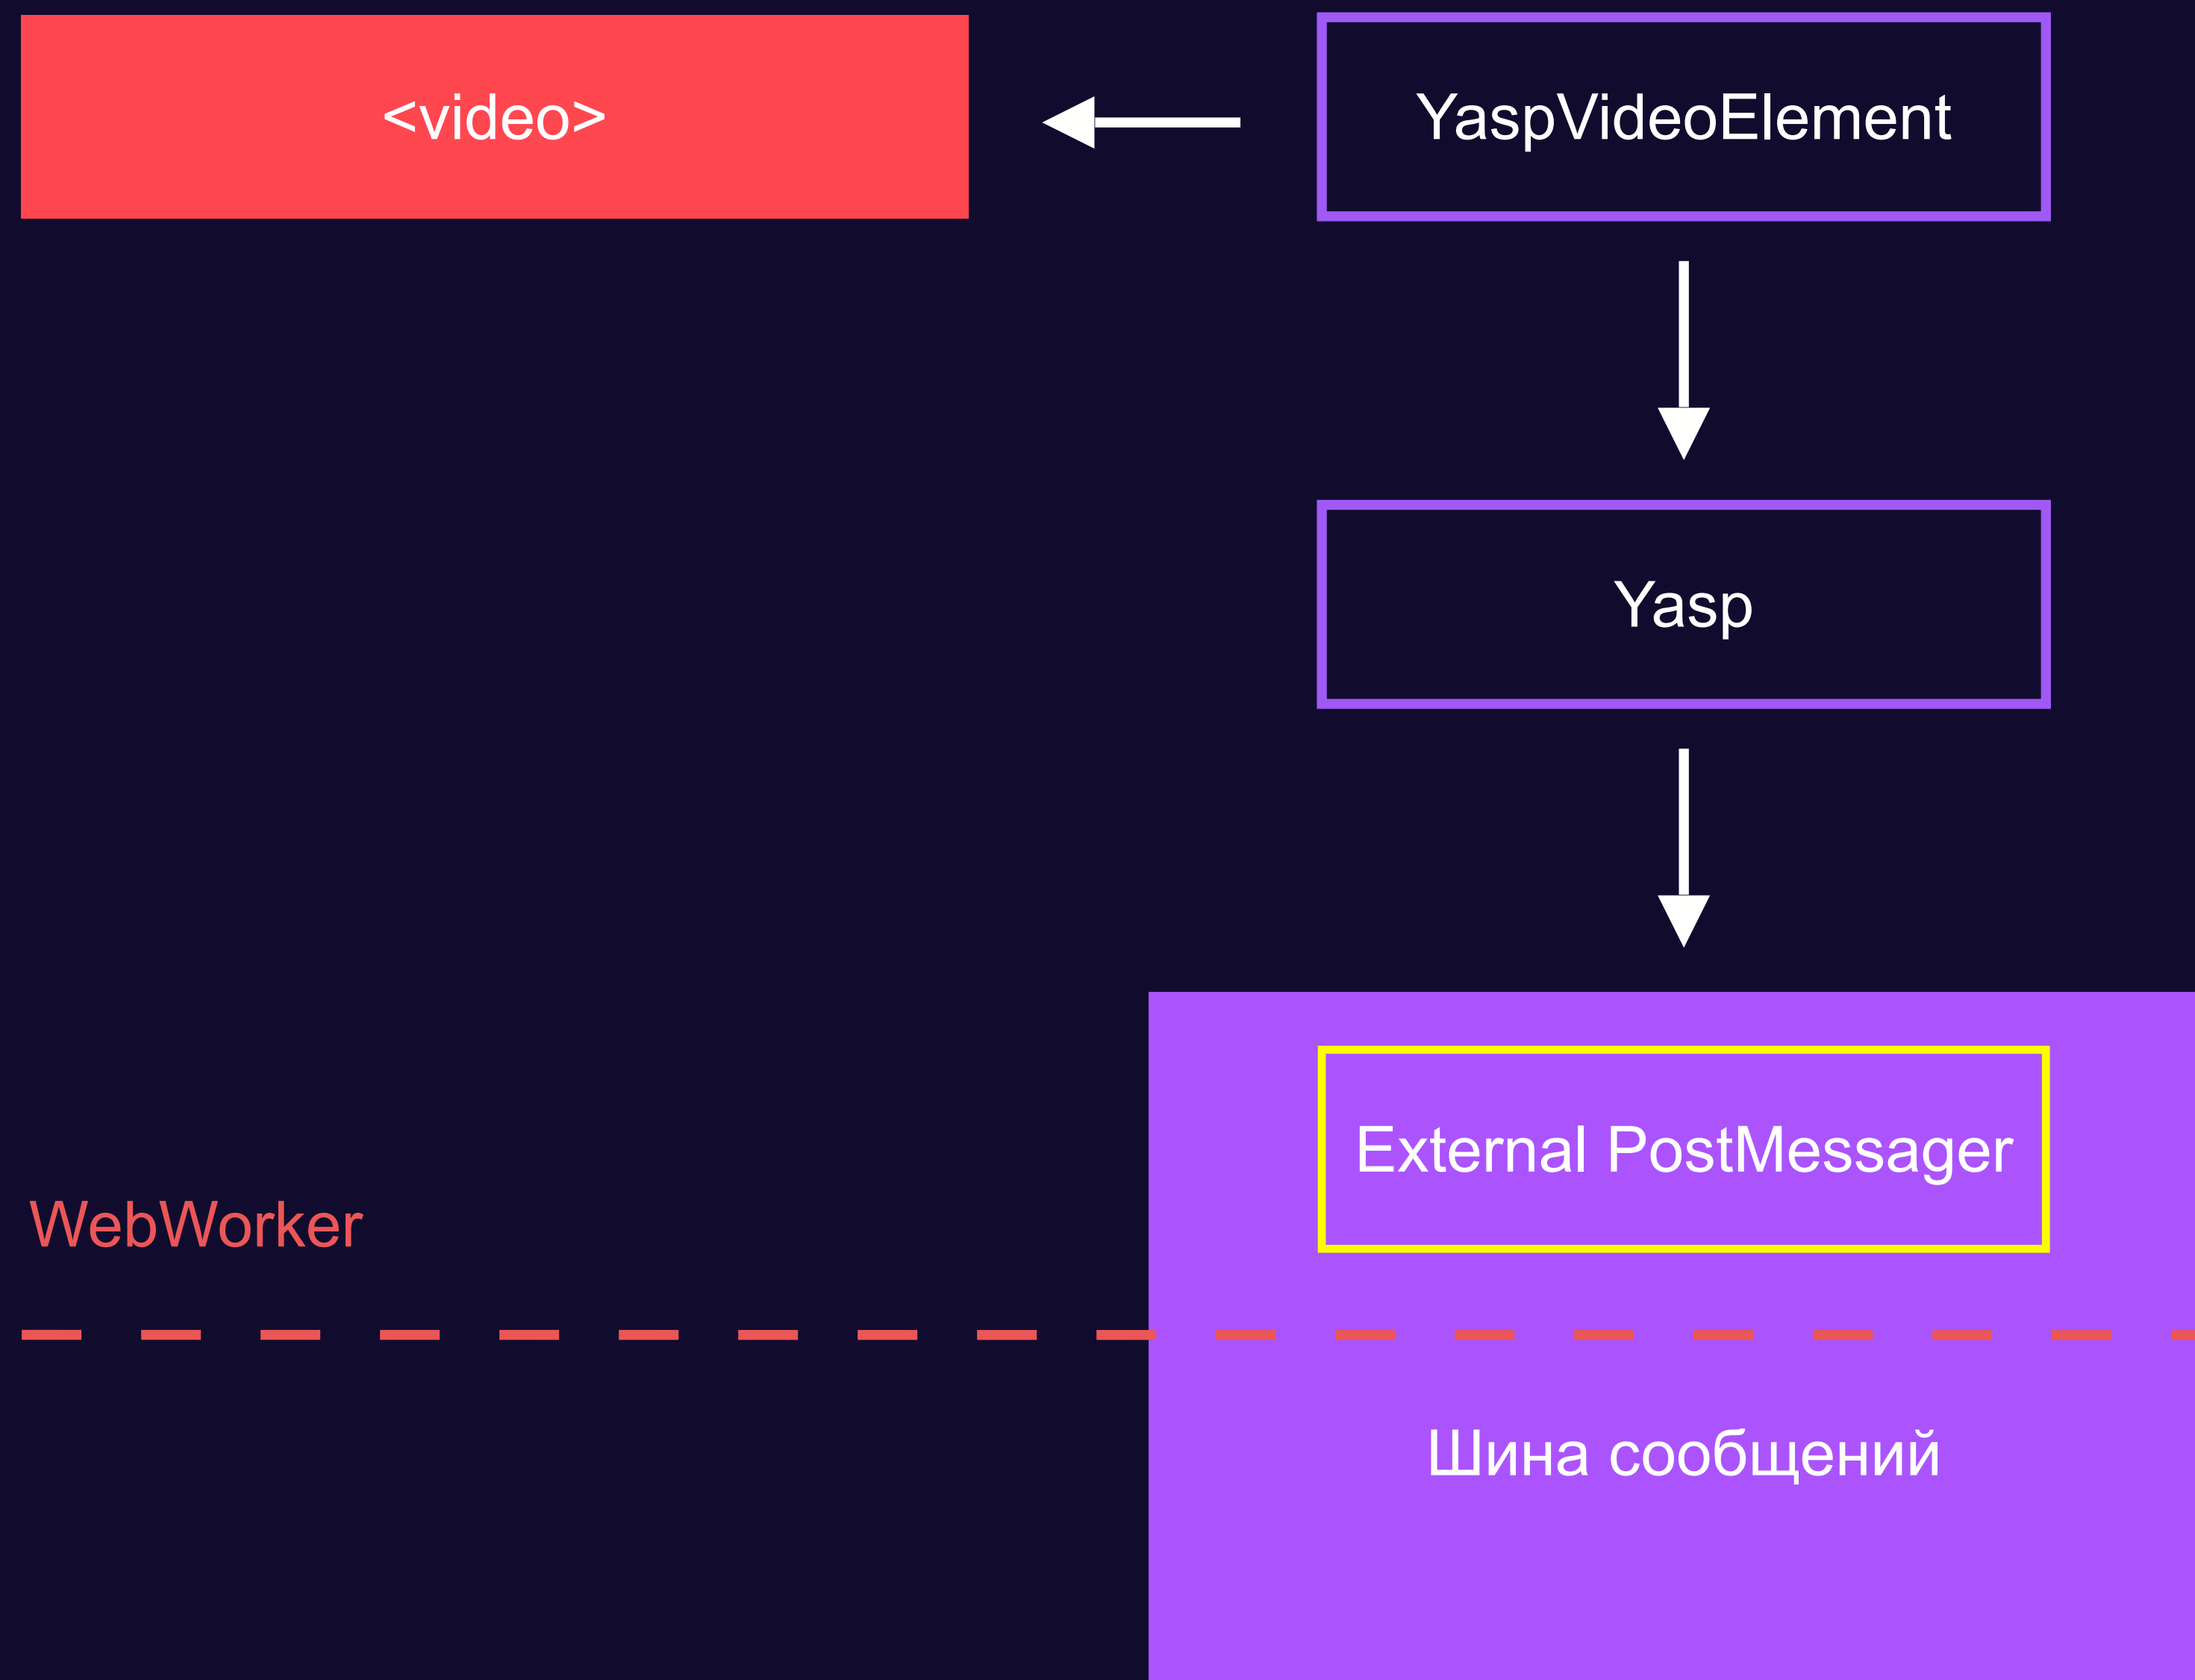 <video>
YaspVideoElement
Yasp
External PostMessager
WebWorker
Шина сообщений